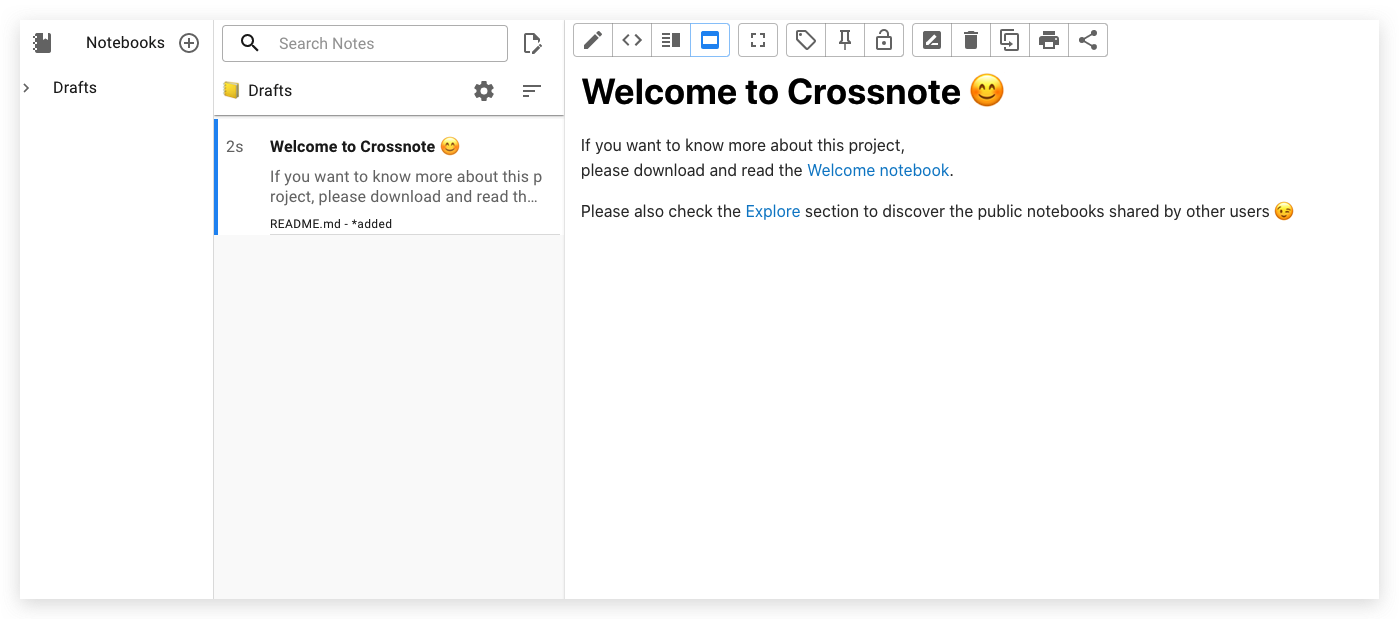 Notebooks
Drafts
Search Notes
Drafts
2s
Welcome to Crossnote 😊
If you want to know more about this p
roject, please download and read th...
README.md - *added
Welcome to Crossnote 😊
If you want to know more about this project,
please download and read the Welcome notebook.
Please also check the Explore section to discover the public notebooks shared by other users 😉